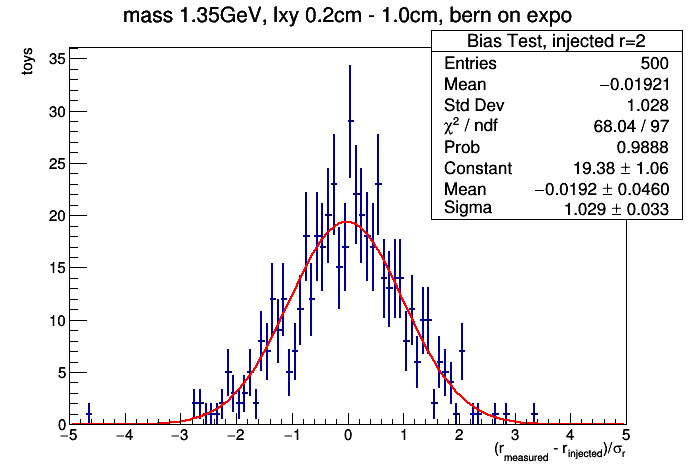 mass 1.35GeV, lxy 0.2cm - 1.0cm, bern on expo
Bias Test, injected r=2
Entries 500
Mean −0.01921
Std Dev 1.028
χ² / ndf 68.04 / 97
Prob 0.9888
Constant 19.38 ± 1.06
Mean −0.0192 ± 0.0460
Sigma 1.029 ± 0.033
toys
35
30
25
20
15
10
5
0
−5 −4 −3 −2 −1 0 1 2 3 4 5
(r_measured - r_injected)/σ_r